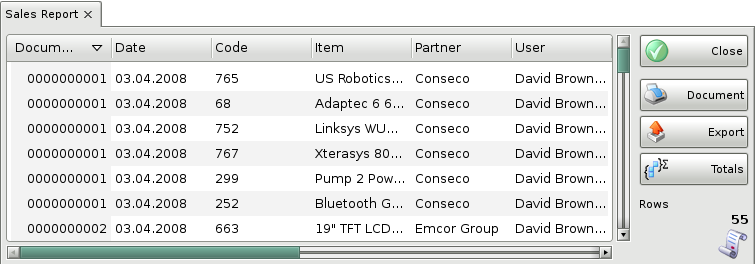 Sales Report
Docum... Date Code Item Partner User
0000000001 03.04.2008 765 US Robotics... Conseco David Brown...
0000000001 03.04.2008 68 Adaptec 6 6... Conseco David Brown...
0000000001 03.04.2008 752 Linksys WU... Conseco David Brown...
0000000001 03.04.2008 767 Xterasys 80... Conseco David Brown...
0000000001 03.04.2008 299 Pump 2 Pow... Conseco David Brown...
0000000001 03.04.2008 252 Bluetooth G... Conseco David Brown...
0000000002 03.04.2008 663 19" TFT LCD... Emcor Group David Brown...
Close
Document
Export
Σ Totals
Rows
55